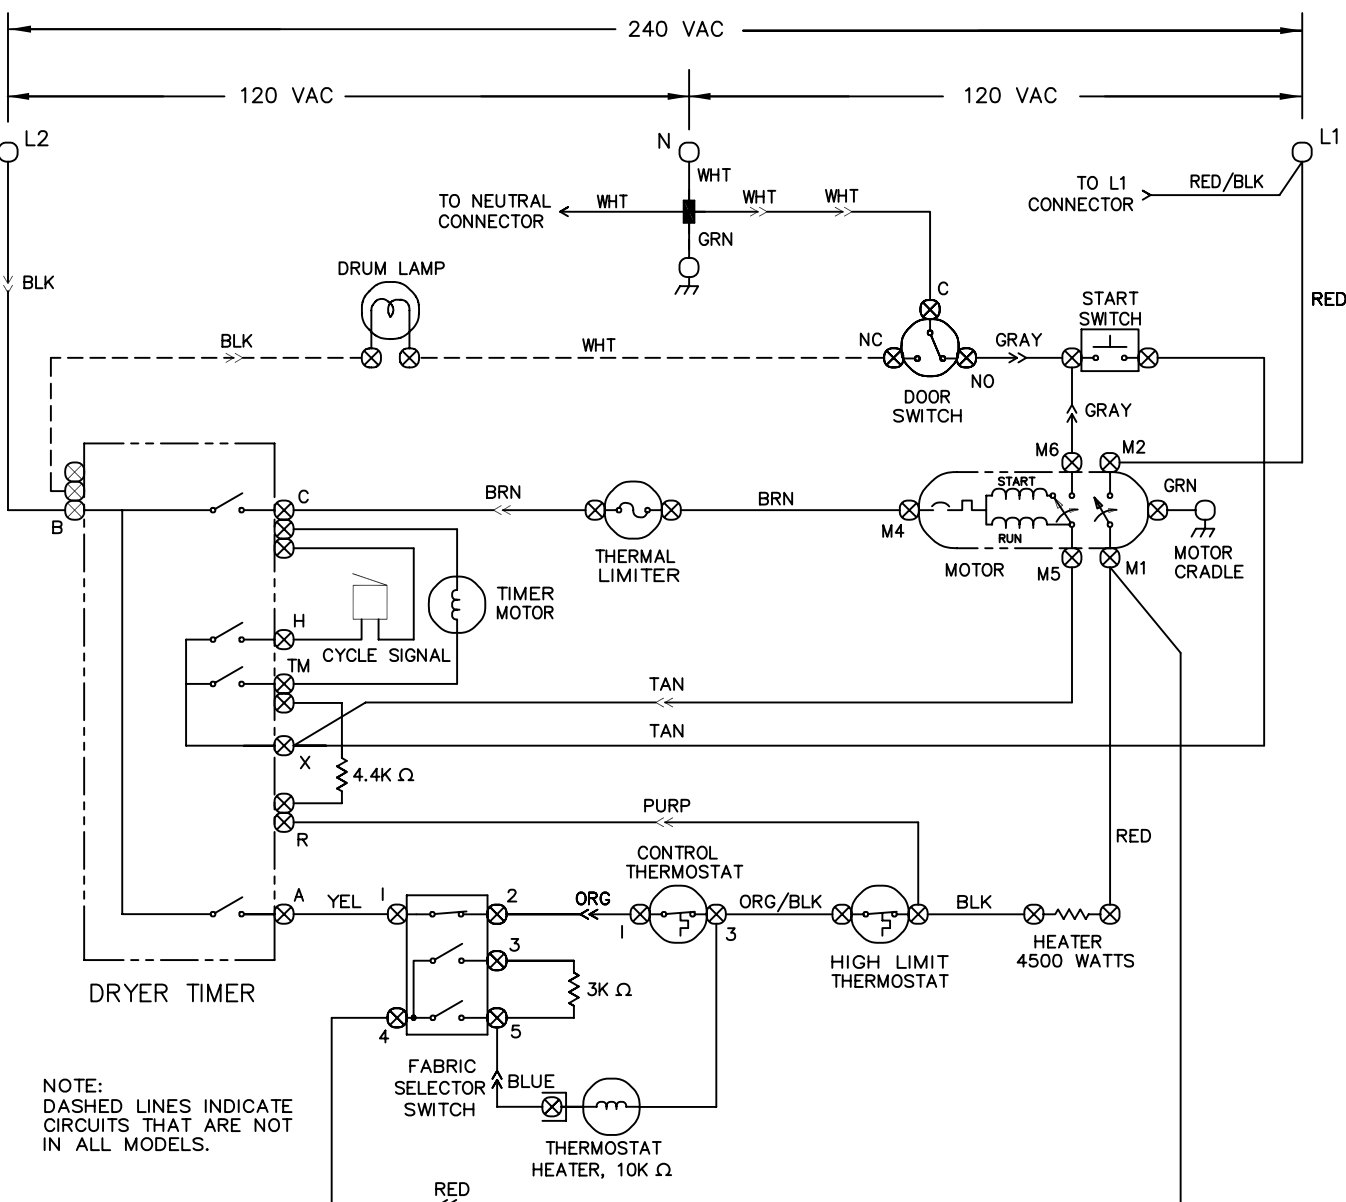 240 VAC
120 VAC
120 VAC
L2
N
L1
WHT
TO L1
CONNECTOR
RED/BLK
TO NEUTRAL
CONNECTOR
WHT
WHT
WHT
GRN
DRUM LAMP
BLK
C
RED
START
SWITCH
BLK
WHT
NC
GRAY
NO
DOOR
SWITCH
GRAY
M6
M2
START
GRN
C
BRN
BRN
B
M4
RUN
THERMAL
LIMITER
MOTOR
M5
M1
MOTOR
CRADLE
TIMER
MOTOR
H
CYCLE SIGNAL
TM
TAN
TAN
X
4.4K Ω
PURP
R
RED
CONTROL
THERMOSTAT
A
YEL
1
2
ORG
1
3
ORG/BLK
BLK
3
HIGH LIMIT
THERMOSTAT
HEATER
4500 WATTS
3K Ω
DRYER TIMER
4
5
FABRIC
SELECTOR
SWITCH
BLUE
NOTE:
DASHED LINES INDICATE
CIRCUITS THAT ARE NOT
IN ALL MODELS.
THERMOSTAT
HEATER, 10K Ω
RED